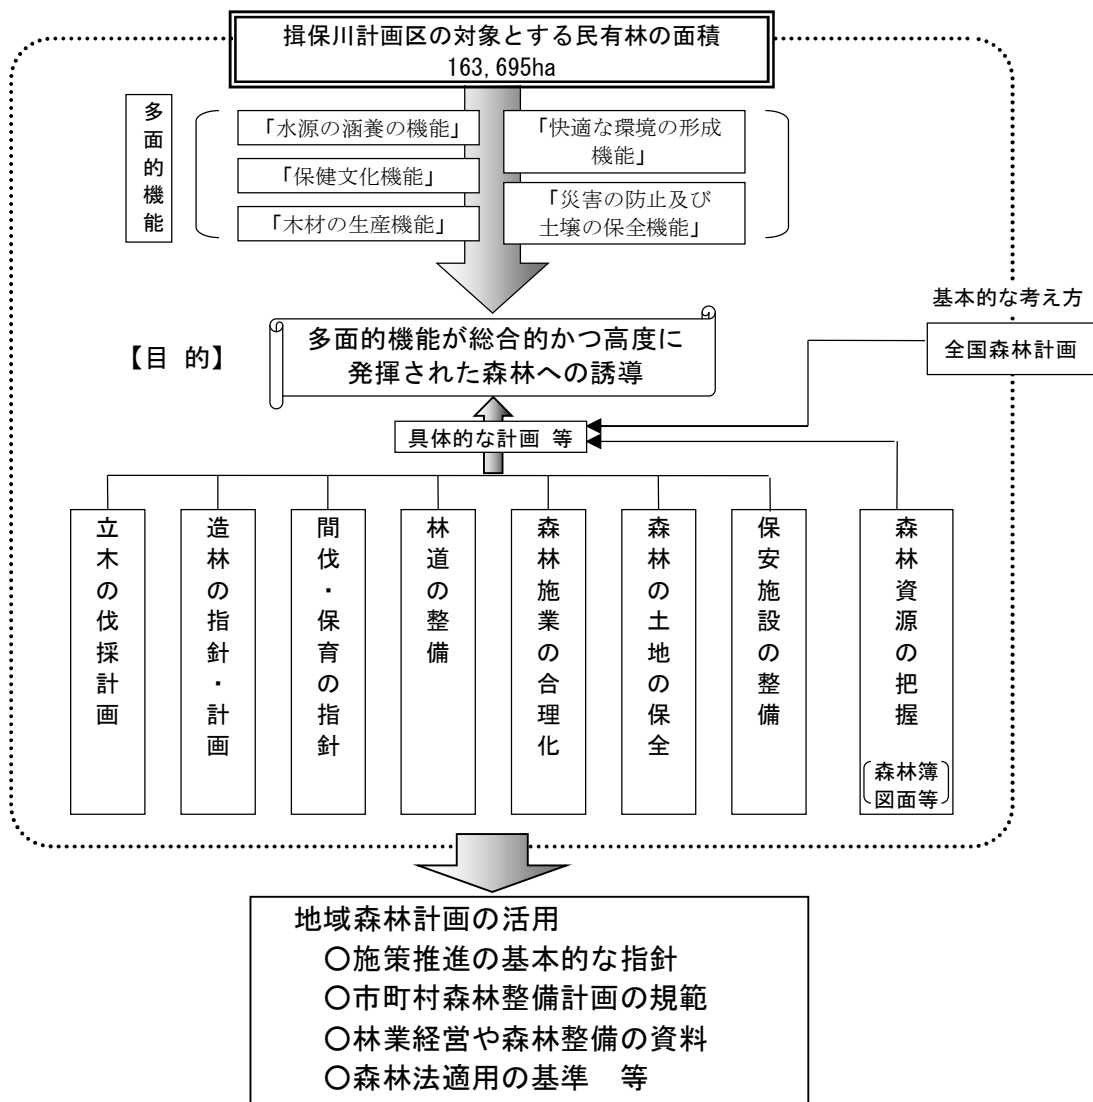 揖保川計画区の対象とする民有林の面積
163,695ha
多面的機能
「水源の涵養の機能」
「保健文化機能」
「木材の生産機能」
「快適な環境の形成
機能」
「災害の防止及び
土壌の保全機能」
基本的な考え方
全国森林計画
【目 的】
多面的機能が総合的かつ高度に
発揮された森林への誘導
具体的な計画 等
立木の伐採計画
造林の指針・計画
間伐・保育の指針
林道の整備
森林施業の合理化
森林の土地の保全
保安施設の整備
森林資源の把握
森林簿
図面等
地域森林計画の活用
○施策推進の基本的な指針
○市町村森林整備計画の規範
○林業経営や森林整備の資料
○森林法適用の基準 等